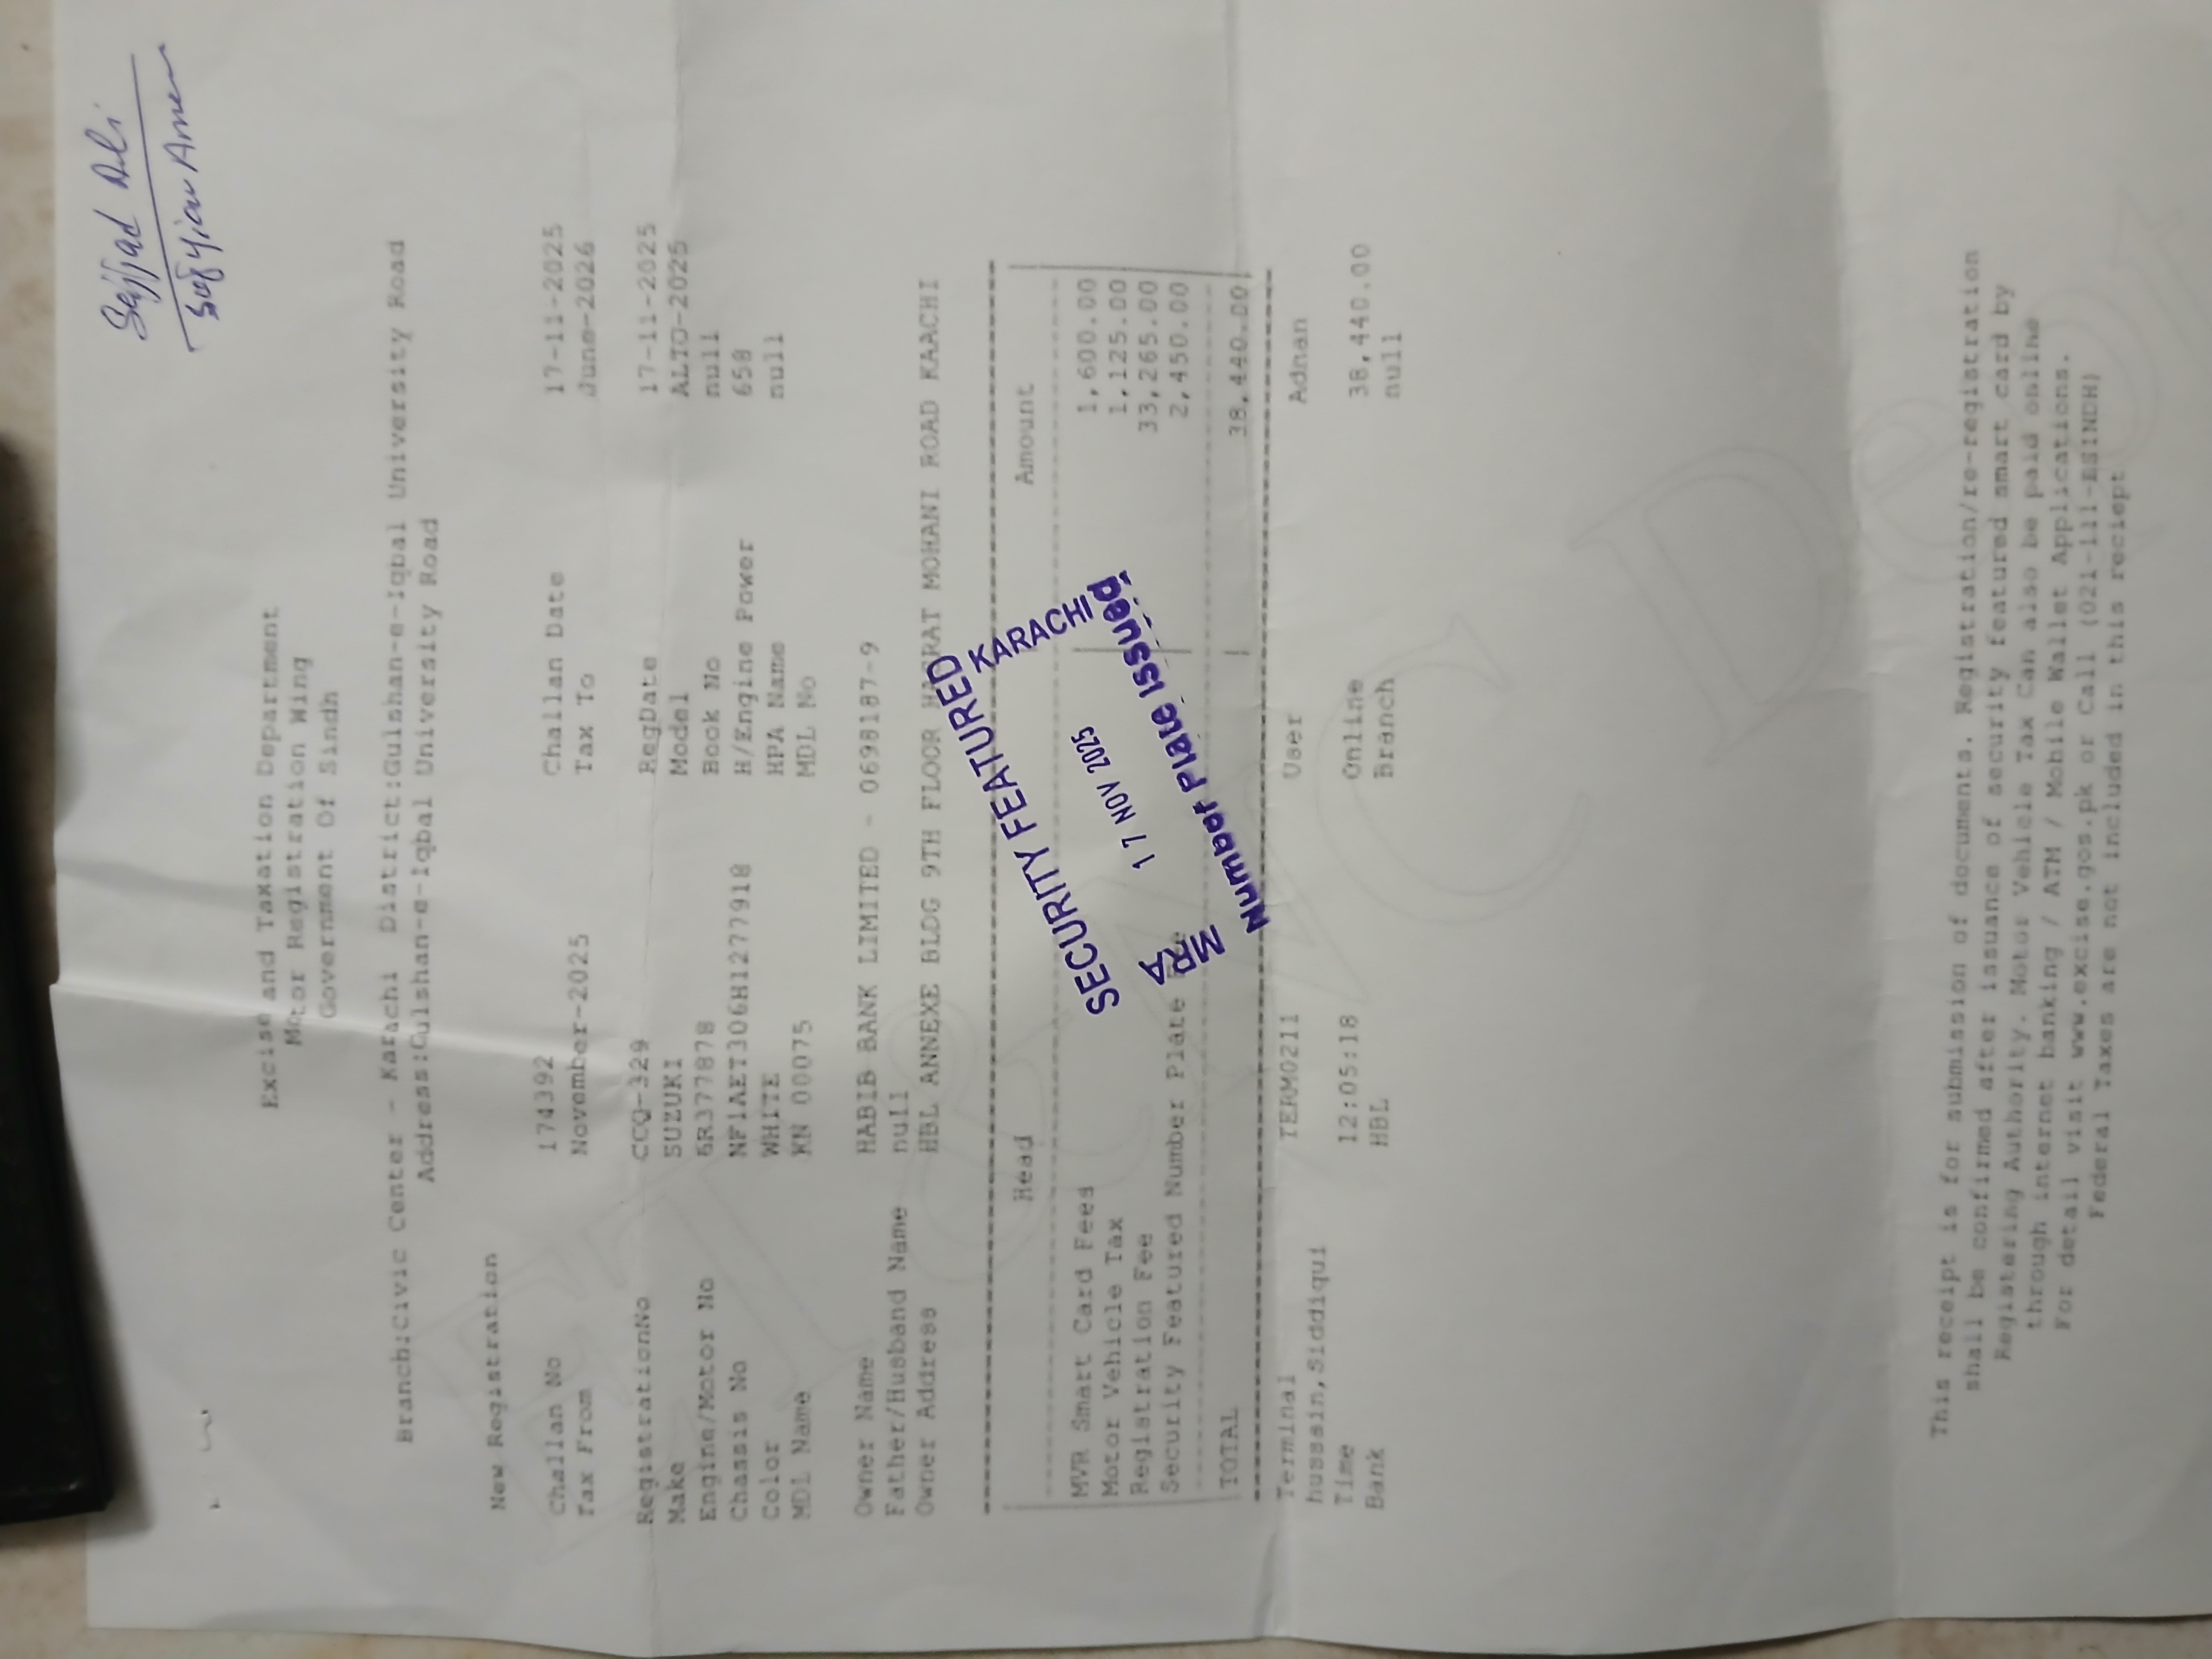 Sajjad Ali
Sufyian Amer
Excise and Taxation Department
Motor Registration Wing
Government Of Sindh
Branch:Civic Center - Karachi District:Gulshan-e-Iqbal University Road
Address:Gulshan-e-Iqbal University Road
New Registration
Challan No 174392 Challan Date 17-11-2025
Tax From November-2025 Tax To June-2026
RegistrationNo CCQ-329 RegDate 17-11-2025
Make SUZUKI Model ALTO-2025
Engine/Motor No 6R377878 Book No null
Chassis No NF1AET306H1277918 H/Engine Power 658
Color WHITE HPA Name null
MDL Name KN 00075 MDL No
Owner Name HABIB BANK LIMITED - 0698187-9
Father/Husband Name null
Owner Address HBL ANNEXE BLDG 9TH FLOOR HASRAT MOHANI ROAD KAACHI
Head Amount
MVR Smart Card Fees 1,600.00
Motor Vehicle Tax 1,125.00
Registration Fee 33,265.00
Security Featured Number Plate Fee 2,450.00
TOTAL 38,440.00
SECURITY FEATURED
KARACHI
17 NOV 2025
MRA
Number Plate Issued
Terminal TERM0211 User Adnan
hussain,Siddiqui
Time 12:05:18 Online 38,440.00
Bank HBL Branch null
This receipt is for submission of documents. Registration/re-registration
shall be confirmed after issuance of security featured smart card by
Registering Authority. Motor Vehicle Tax Can also be paid online
through internet banking / ATM / Mobile Wallet Applications.
For detail visit www.excise.gos.pk or Call (021-111-ESINDH)
Federal Taxes are not included in this reciept